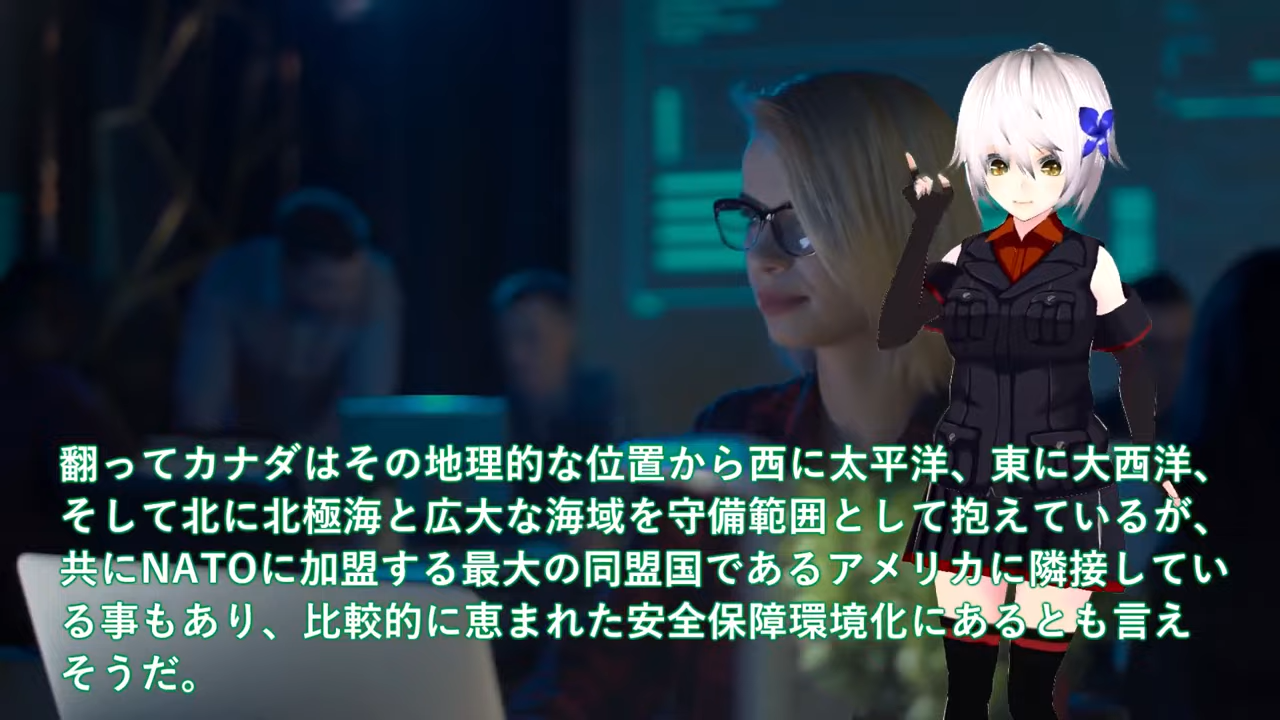 翻ってカナダはその地理的な位置から西に太平洋、東に大西洋、
そして北に北極海と広大な海域を守備範囲として抱えているが、
共にNATOに加盟する最大の同盟国であるアメリカに隣接してい
る事もあり、比較的に恵まれた安全保障環境化にあるとも言え
そうだ。